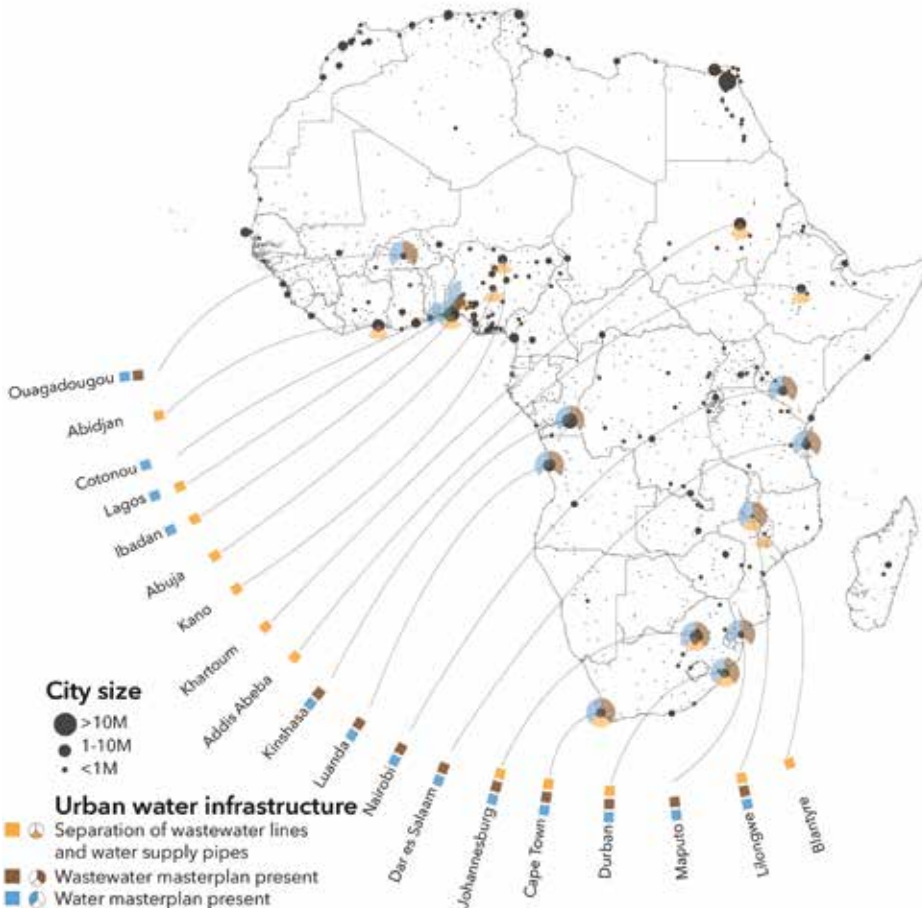 Ouagadougou
Abidjan
Cotonou
Lagos
Ibadan
Abuja
Kano
Khartoum
Addis Abeba
Kinshasa
Luanda
Nairobi
Dar es Salaam
Johannesburg
Cape Town
Durban
Maputo
Lilongwe
Blantyre
City size
>10M
1-10M
<1M
Urban water infrastructure
Separation of wastewater lines
and water supply pipes
Wastewater masterplan present
Water masterplan present